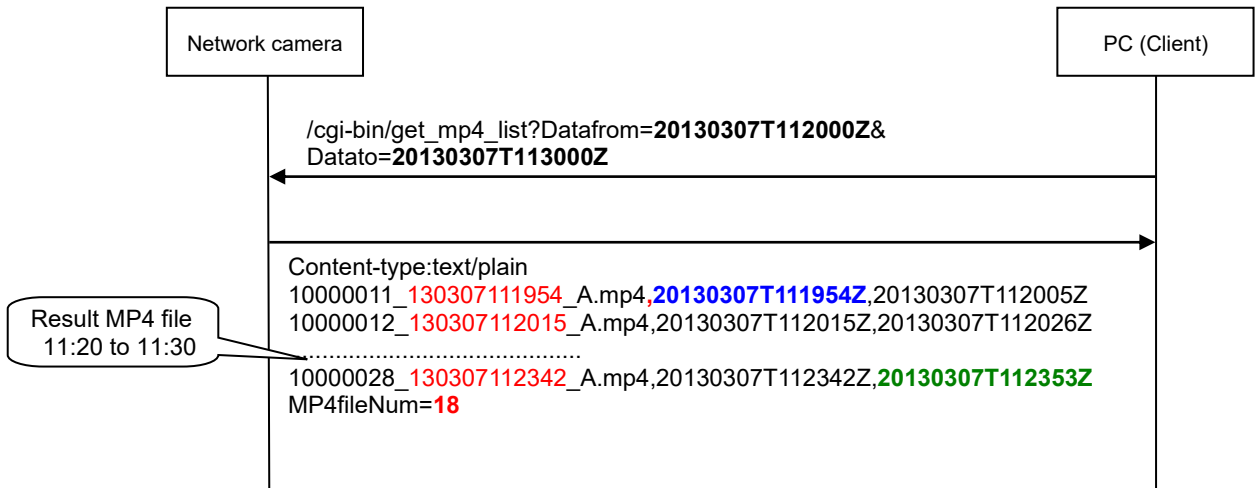 Network camera
PC (Client)
/cgi-bin/get_mp4_list?Datafrom=20130307T112000Z&
Datato=20130307T113000Z
Content-type:text/plain
10000011_130307111954_A.mp4,20130307T111954Z,20130307T112005Z
10000012_130307112015_A.mp4,20130307T112015Z,20130307T112026Z
..........................................
10000028_130307112342_A.mp4,20130307T112342Z,20130307T112353Z
MP4fileNum=18
Result MP4 file
11:20 to 11:30